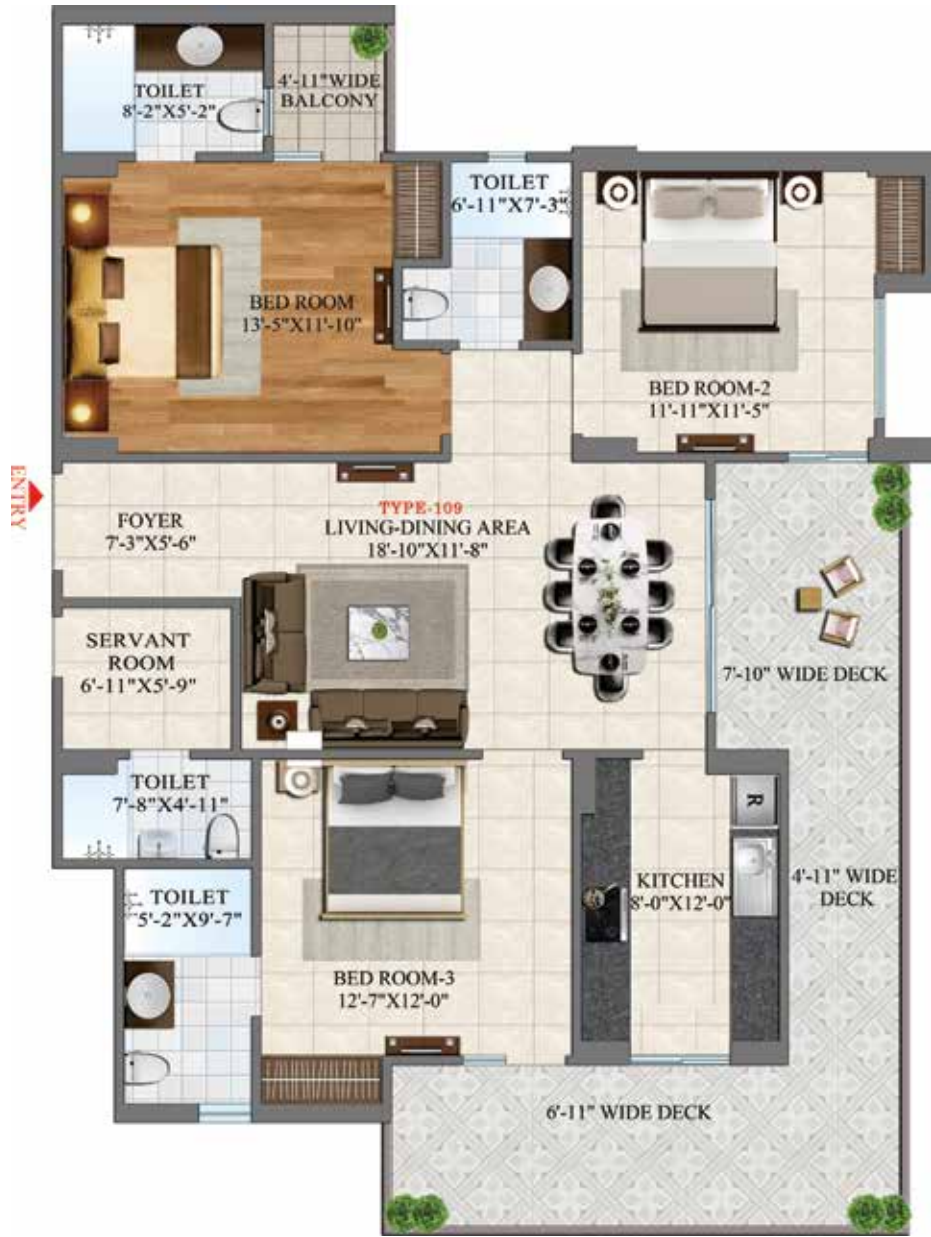 TOILET
8'-2"X5'-2"
4'-11"WIDE
BALCONY
TOILET
6'-11"X7'-3"
BED ROOM
13'-5"X11'-10"
BED ROOM-2
11'-11"X11'-5"
ENTRY
FOYER
7'-3"X5'-6"
TYPE-109
LIVING-DINING AREA
18'-10"X11'-8"
SERVANT
ROOM
6'-11"X5'-9"
7'-10" WIDE DECK
TOILET
7'-8"X4'-11"
R
TOILET
5'-2"X9'-7"
KITCHEN
8'-0"X12'-0"
4'-11" WIDE
DECK
BED ROOM-3
12'-7"X12'-0"
6'-11" WIDE DECK